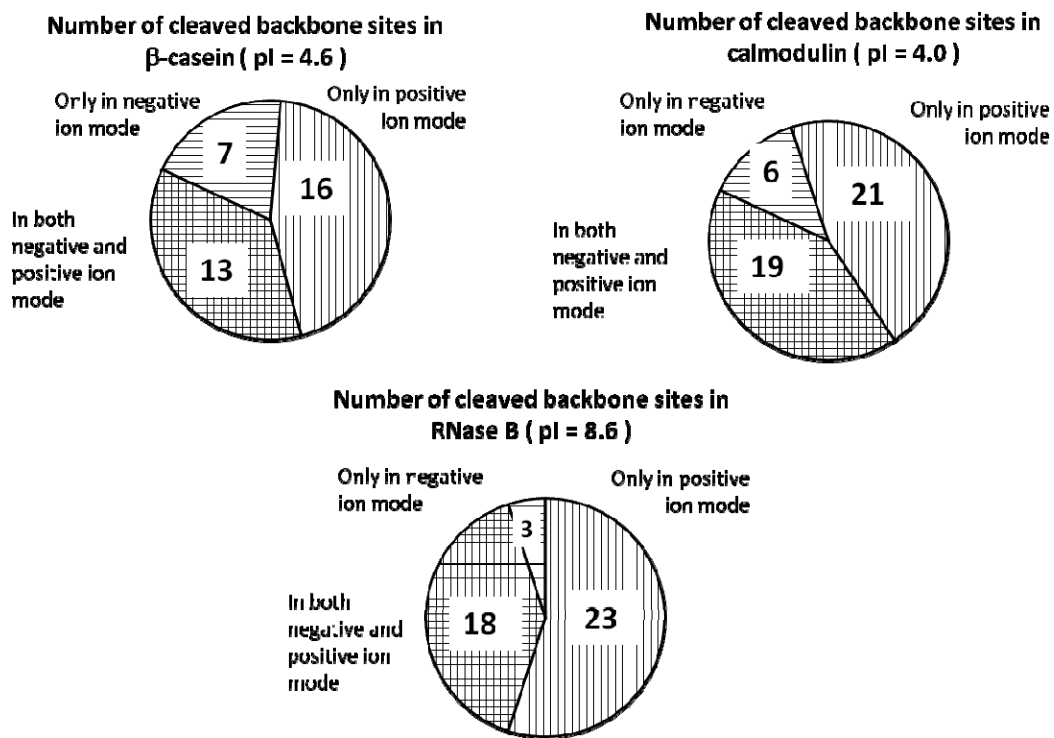 Number of cleaved backbone sites in
β-casein ( pI = 4.6 )
Only in negative
ion mode
Only in positive
Ion mode
7
16
In both
negative and
positive ion
mode
13
Number of cleaved backbone sites in
calmodulin ( pI = 4.0 )
Only in negative
ion mode
Only in positive
ion mode
6
21
In both
negative and
positive ion
mode
19
Number of cleaved backbone sites in
RNase B ( pI = 8.6 )
Only in negative
ion mode
Only in positive
ion mode
3
In both
negative and
positive ion
mode
18
23